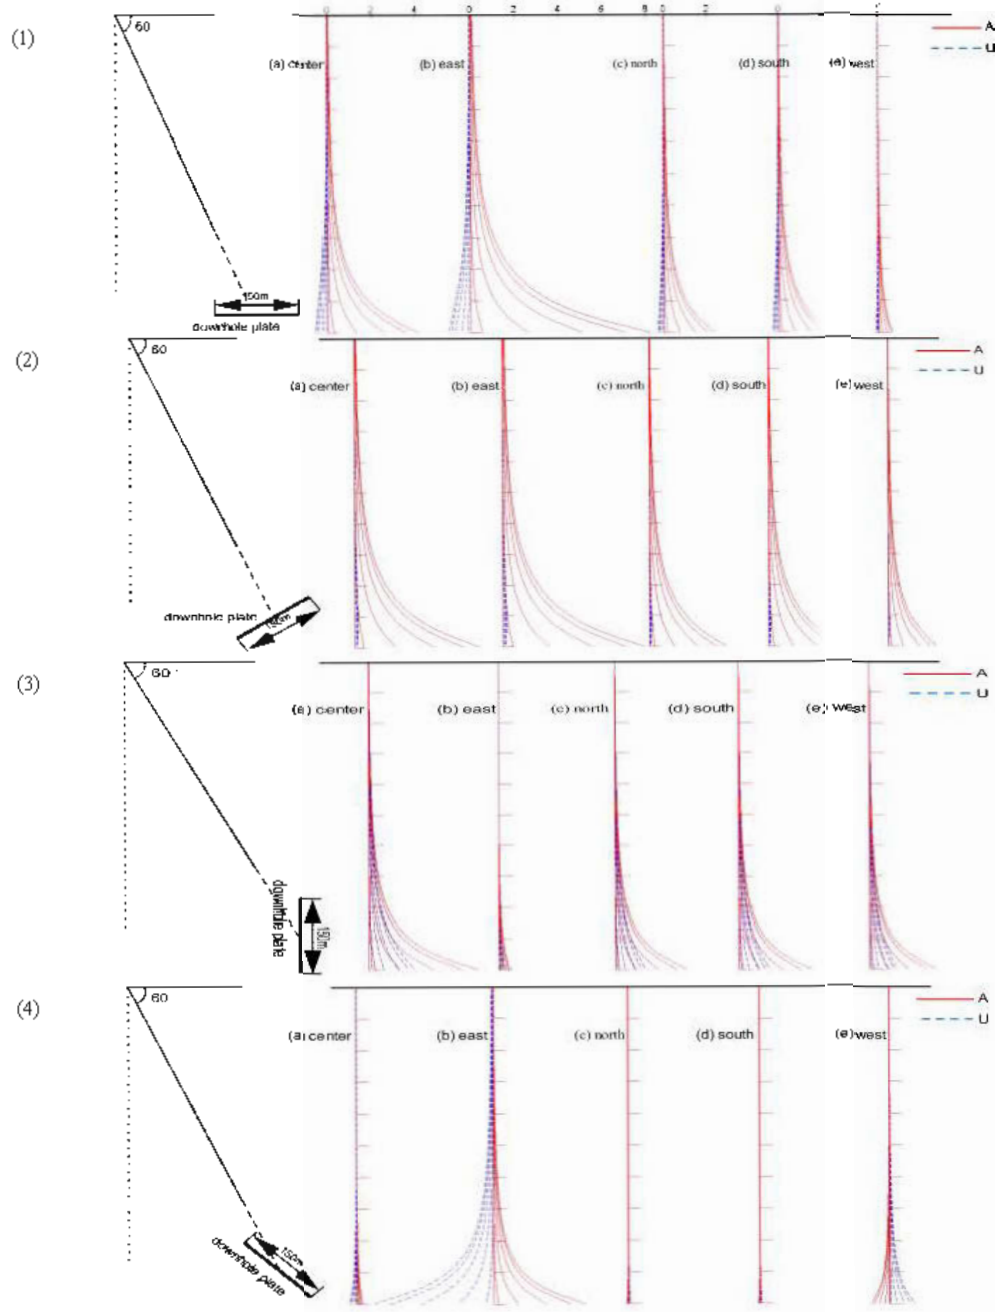 (1)
60
0 2 4 0 2 4 6 8 0 2 0 2
(a) center (b) east (c) north (d) south (e) west
A
U
150m
downhole plate
(2)
60
(a) center (b) east (c) north (d) south (e) west
A
U
downhole plate
150m
(3)
60
(a) center (b) east (c) north (d) south (e) west
A
U
downhole plate
150m
(4)
60
(a) center (b) east (c) north (d) south (e) west
A
U
150m
downhole plate